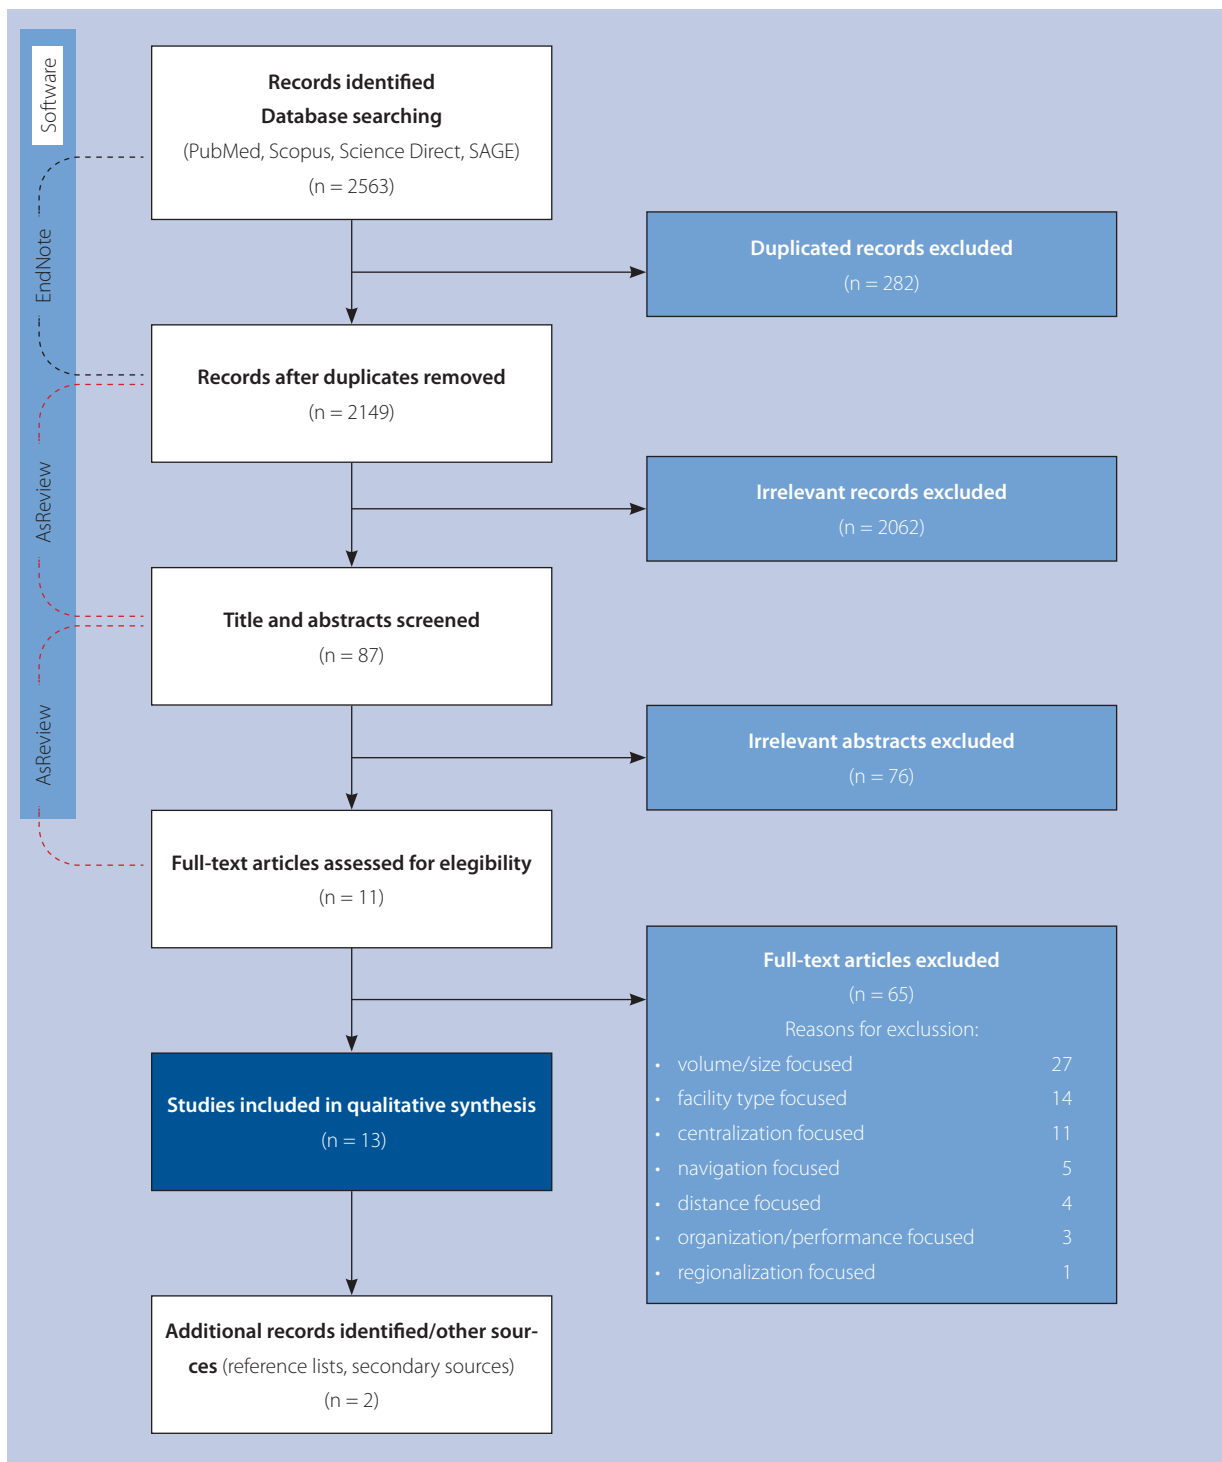 Software
EndNote
AsReview
AsReview
Records identified
Database searching
(PubMed, Scopus, Science Direct, SAGE)
(n = 2563)
Duplicated records excluded
(n = 282)
Records after duplicates removed
(n = 2149)
Irrelevant records excluded
(n = 2062)
Title and abstracts screened
(n = 87)
Irrelevant abstracts excluded
(n = 76)
Full-text articles assessed for elegibility
(n = 11)
Full-text articles excluded
(n = 65)
Reasons for exclussion:
• volume/size focused 27
• facility type focused 14
• centralization focused 11
• navigation focused 5
• distance focused 4
• organization/performance focused 3
• regionalization focused 1
Studies included in qualitative synthesis
(n = 13)
Additional records identified/other sour-
ces (reference lists, secondary sources)
(n = 2)